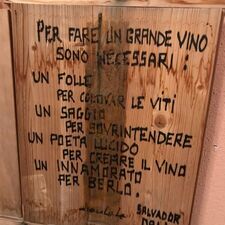 PER FARE UN GRANDE VINO
SONO NECESSARI:
UN FOLLE
PER COLTIVAR LE VITI
UN SAGGIO
PER SOVRINTENDERE
UN POETA LUCIDO
PER CREARE IL VINO
UN INNAMORATO
PER BERLO.
SALVADOR